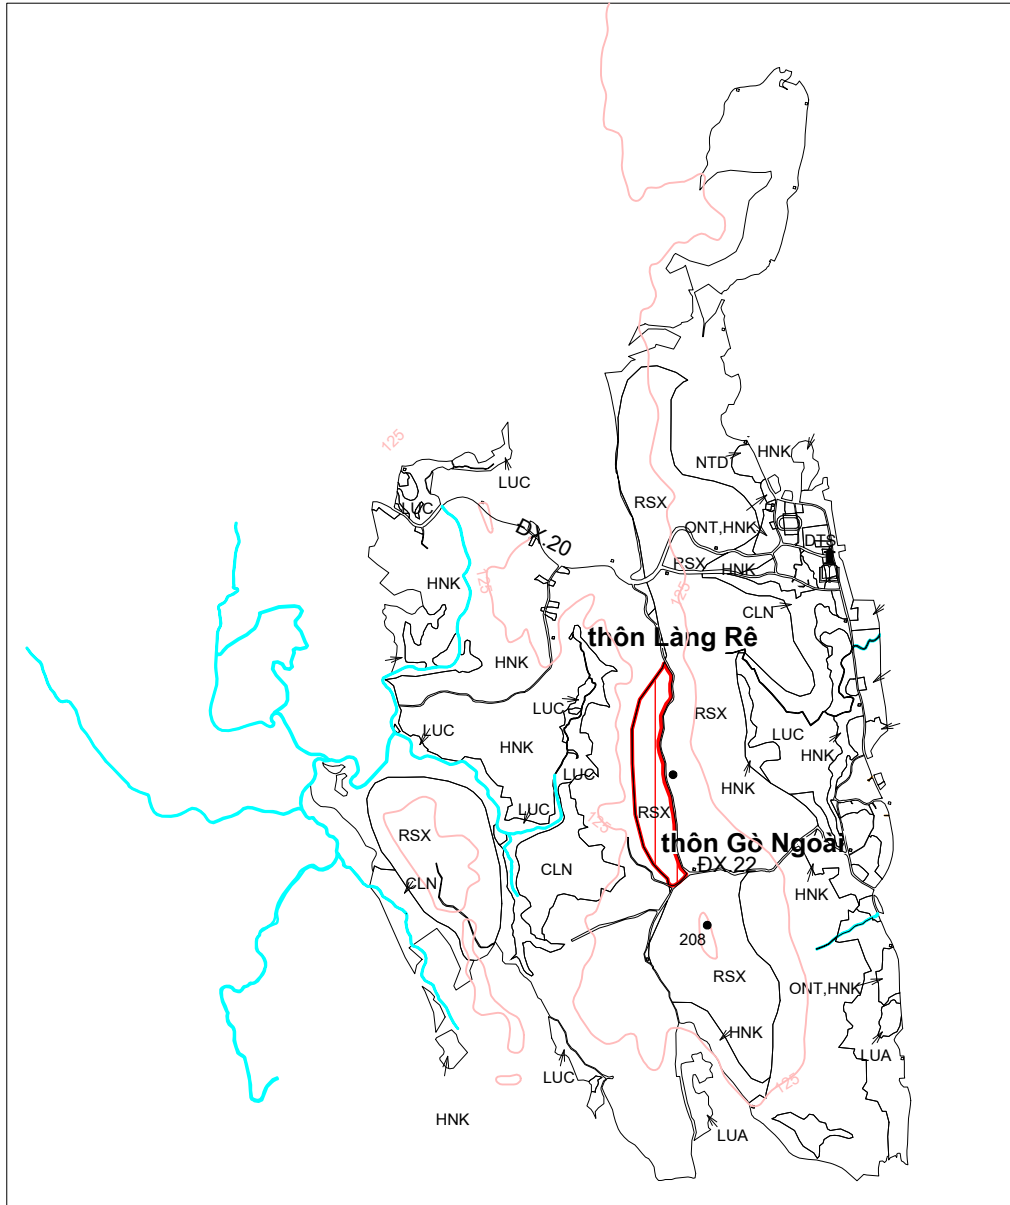 125
HNK
NTD
LUC
RSX
LUC
ONT,HNK
ĐX.20
DTS
RSX
HNK
125
HNK
125
CLN
thôn Làng Rê
HNK
LUC
RSX
LUC
LUC
HNK
HNK
LUC
HNK
LUC
RSX
125
RSX
thôn Gò Ngoài
ĐX.22
CLN
CLN
HNK
208
RSX
ONT,HNK
HNK
LUA
LUC
125
HNK
LUA